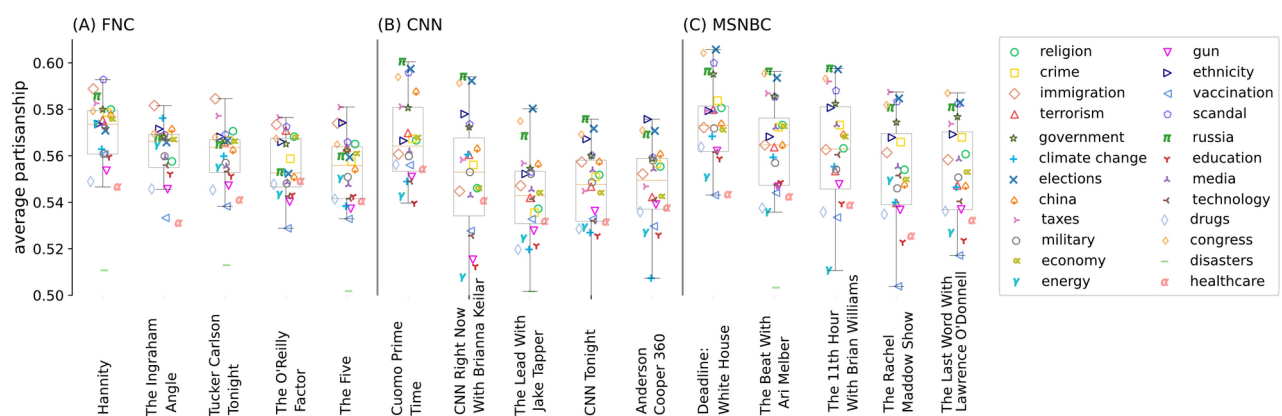 (A) FNC
(B) CNN
(C) MSNBC
average partisanship
0.60
0.58
0.56
0.54
0.52
0.50
Hannity
The Ingraham
Angle
Tucker Carlson
Tonight
The O'Reilly
Factor
The Five
Cuomo Prime
Time
CNN Right Now
With Brianna Keilar
The Lead With
Jake Tapper
CNN Tonight
Anderson
Cooper 360
Deadline:
White House
The Beat With
Ari Melber
The 11th Hour
With Brian Williams
The Rachel
Maddow Show
The Last Word With
Lawrence O'Donnell
religion
crime
immigration
terrorism
government
climate change
elections
china
taxes
military
economy
energy
gun
ethnicity
vaccination
scandal
russia
education
media
technology
drugs
congress
disasters
healthcare